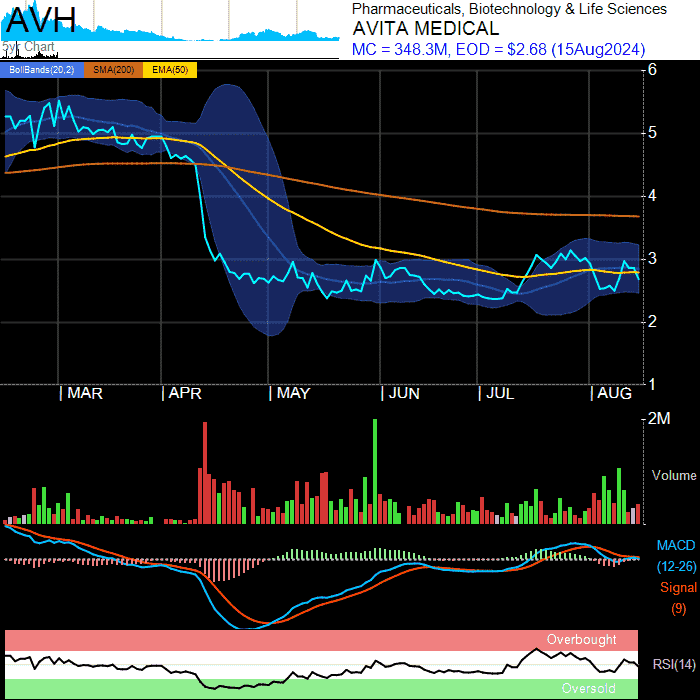 AVH
5yr Chart
Pharmaceuticals, Biotechnology & Life Sciences
AVITA MEDICAL
MC = 348.3M, EOD = $2.68 (15Aug2024)
BollBands(20,2) SMA(200) EMA(50)
6
5
4
3
2
1
MAR APR MAY JUN JUL AUG
2M
Volume
MACD
(12-26)
Signal
(9)
Overbought
RSI(14)
Oversold